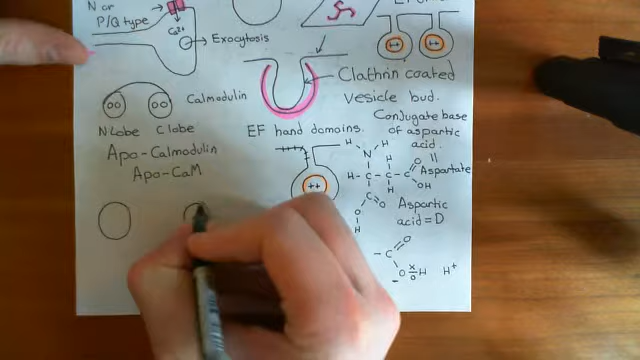 N or
P/Q type
Ca2+
Exocytosis
++ ++
Clathrin coated
vesicle bud.
Calmodulin
N Lobe C lobe
Apo-Calmodulin
Apo-CaM
EF hand domains.
++
Conjugate base
of aspartic
acid.
=
Aspartate
H H
N H
H-C-C-C=O
H OH
C=O
O
H
Aspartic
acid = D
-C=O
O x/o H H+
-